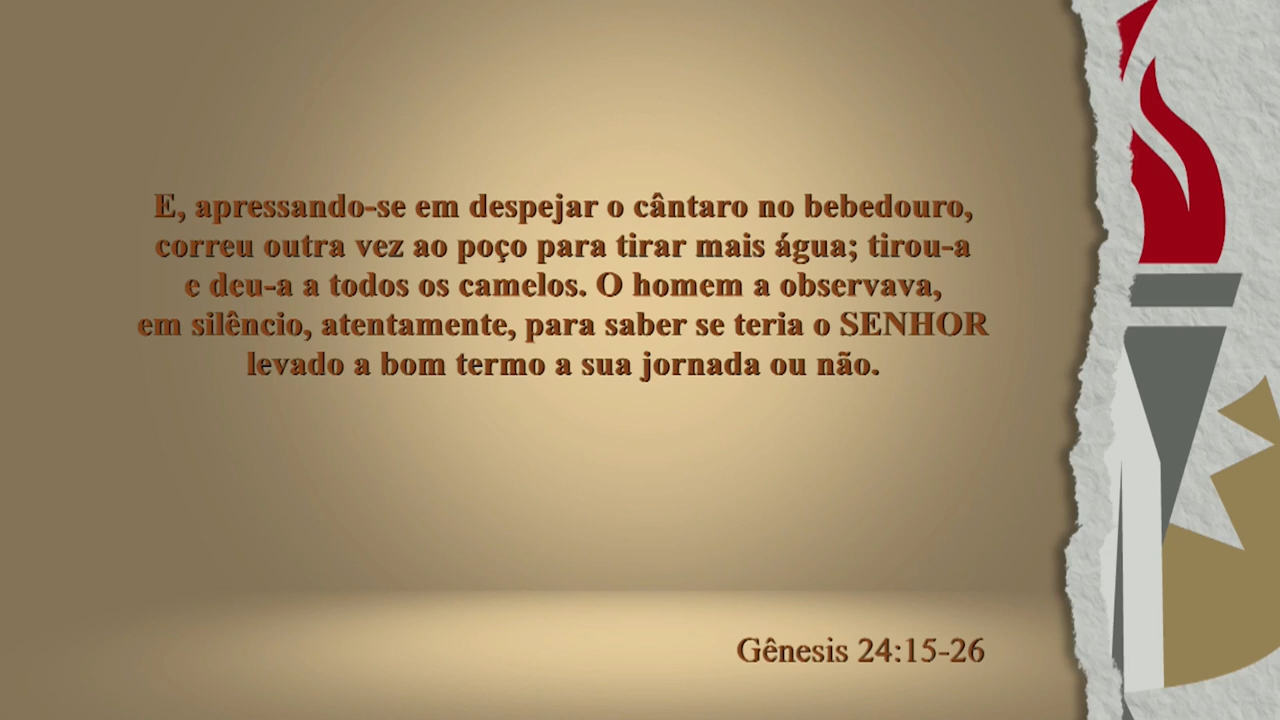 E, apressando-se em despejar o cântaro no bebedouro,
correu outra vez ao poço para tirar mais água; tirou-a
e deu-a a todos os camelos. O homem a observava,
em silêncio, atentamente, para saber se teria o SENHOR
levado a bom termo a sua jornada ou não.
Gênesis 24:15-26